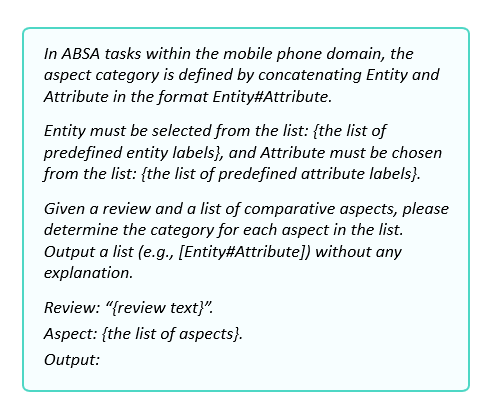 In ABSA tasks within the mobile phone domain, the
aspect category is defined by concatenating Entity and
Attribute in the format Entity#Attribute.
Entity must be selected from the list: {the list of
predefined entity labels}, and Attribute must be chosen
from the list: {the list of predefined attribute labels}.
Given a review and a list of comparative aspects, please
determine the category for each aspect in the list.
Output a list (e.g., [Entity#Attribute]) without any
explanation.
Review: “{review text}”.
Aspect: {the list of aspects}.
Output: